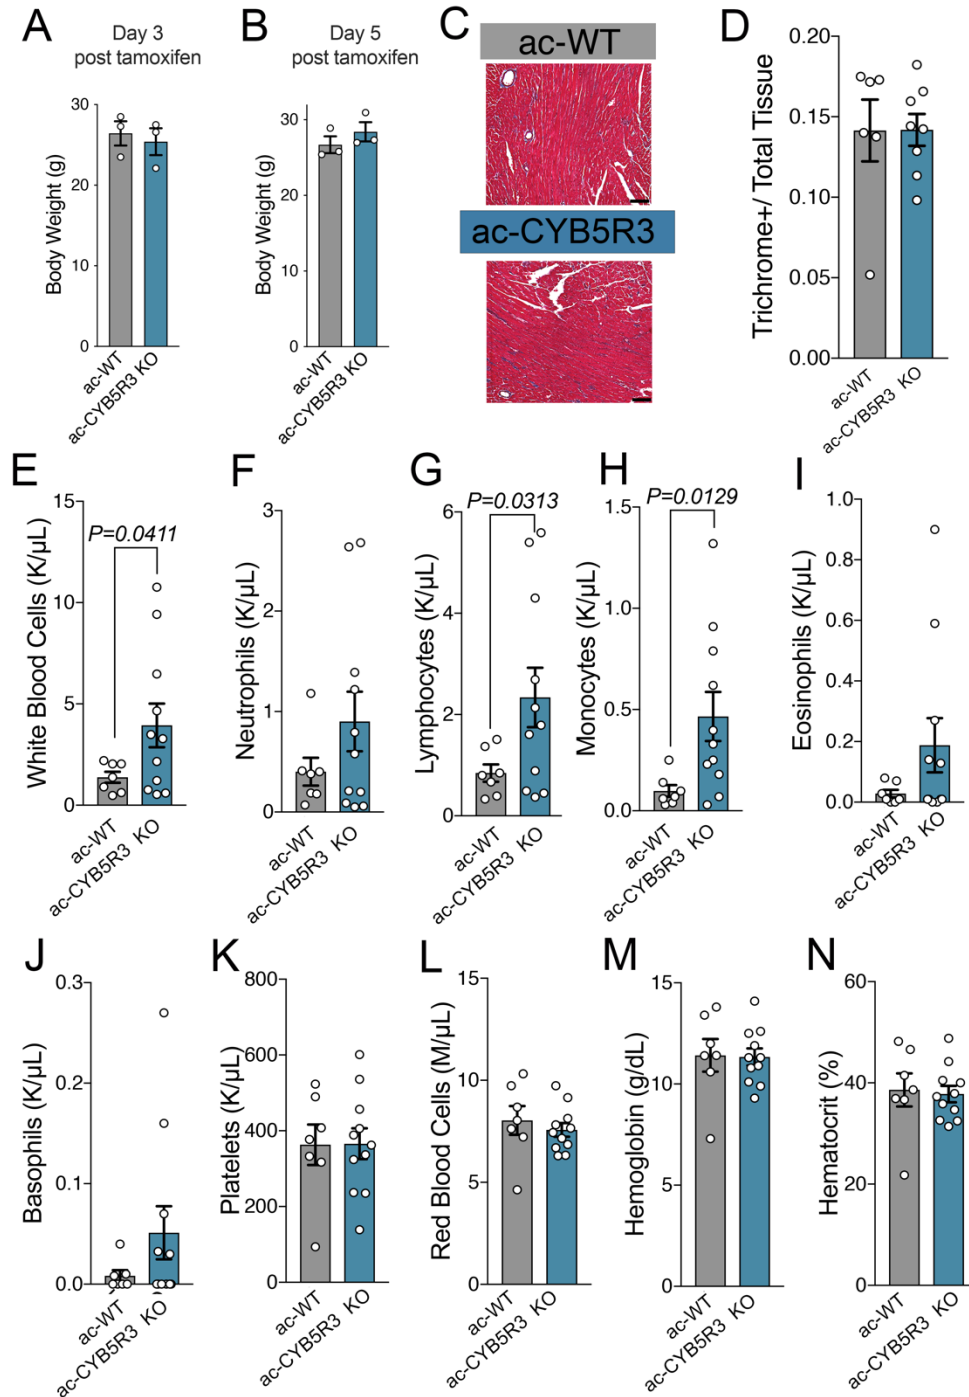 A
Day 3
post tamoxifen
Body Weight (g)
30
20
10
0
ac-WT
ac-CYB5R3 KO
B
Day 5
post tamoxifen
Body Weight (g)
30
20
10
0
ac-WT
ac-CYB5R3 KO
C
ac-WT
ac-CYB5R3
D
Trichrome+/ Total Tissue
0.20
0.15
0.10
0.05
0.00
ac-WT
ac-CYB5R3 KO
E
White Blood Cells (K/µL)
15
10
5
0
P=0.0411
ac-WT
ac-CYB5R3 KO
F
Neutrophils (K/µL)
3
2
1
0
ac-WT
ac-CYB5R3 KO
G
Lymphocytes (K/µL)
6
4
2
0
P=0.0313
ac-WT
ac-CYB5R3 KO
H
Monocytes (K/µL)
1.5
1.0
0.5
0.0
P=0.0129
ac-WT
ac-CYB5R3 KO
I
Eosinophils (K/µL)
1.0
0.8
0.6
0.4
0.2
0.0
ac-WT
ac-CYB5R3 KO
J
Basophils (K/µL)
0.3
0.2
0.1
0.0
ac-WT
ac-CYB5R3 KO
K
Platelets (K/µL)
800
600
400
200
0
ac-WT
ac-CYB5R3 KO
L
Red Blood Cells (M/µL)
15
10
5
0
ac-WT
ac-CYB5R3 KO
M
Hemoglobin (g/dL)
15
10
5
0
ac-WT
ac-CYB5R3 KO
N
Hematocrit (%)
60
40
20
0
ac-WT
ac-CYB5R3 KO